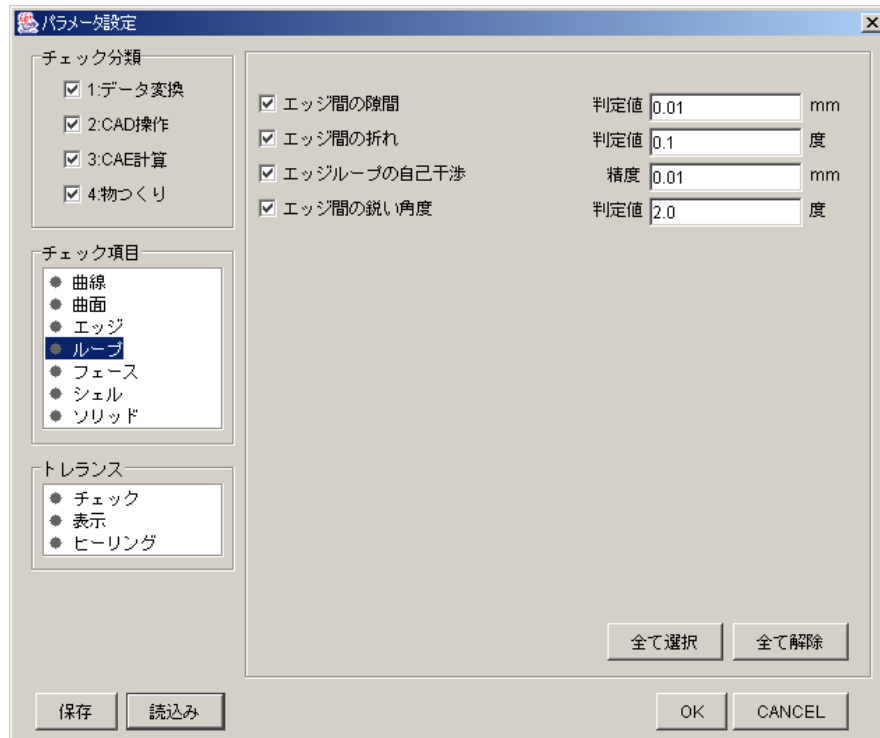 パラメータ設定
チェック分類
1:データ変換
2:CAD操作
3:CAE計算
4:物つくり
チェック項目
曲線
曲面
エッジ
ループ
フェース
シェル
ソリッド
トレランス
チェック
表示
ヒーリング
エッジ間の隙間 判定値 0.01 mm
エッジ間の折れ 判定値 0.1 度
エッジループの自己干渉 精度 0.01 mm
エッジ間の鋭い角度 判定値 2.0 度
全て選択 全て解除
保存 読込み OK CANCEL